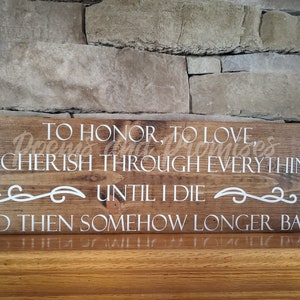 TO HONOR, TO LOVE
CHERISH THROUGH EVERYTHIN
UNTIL I DIE
D THEN SOMEHOW LONGER BA